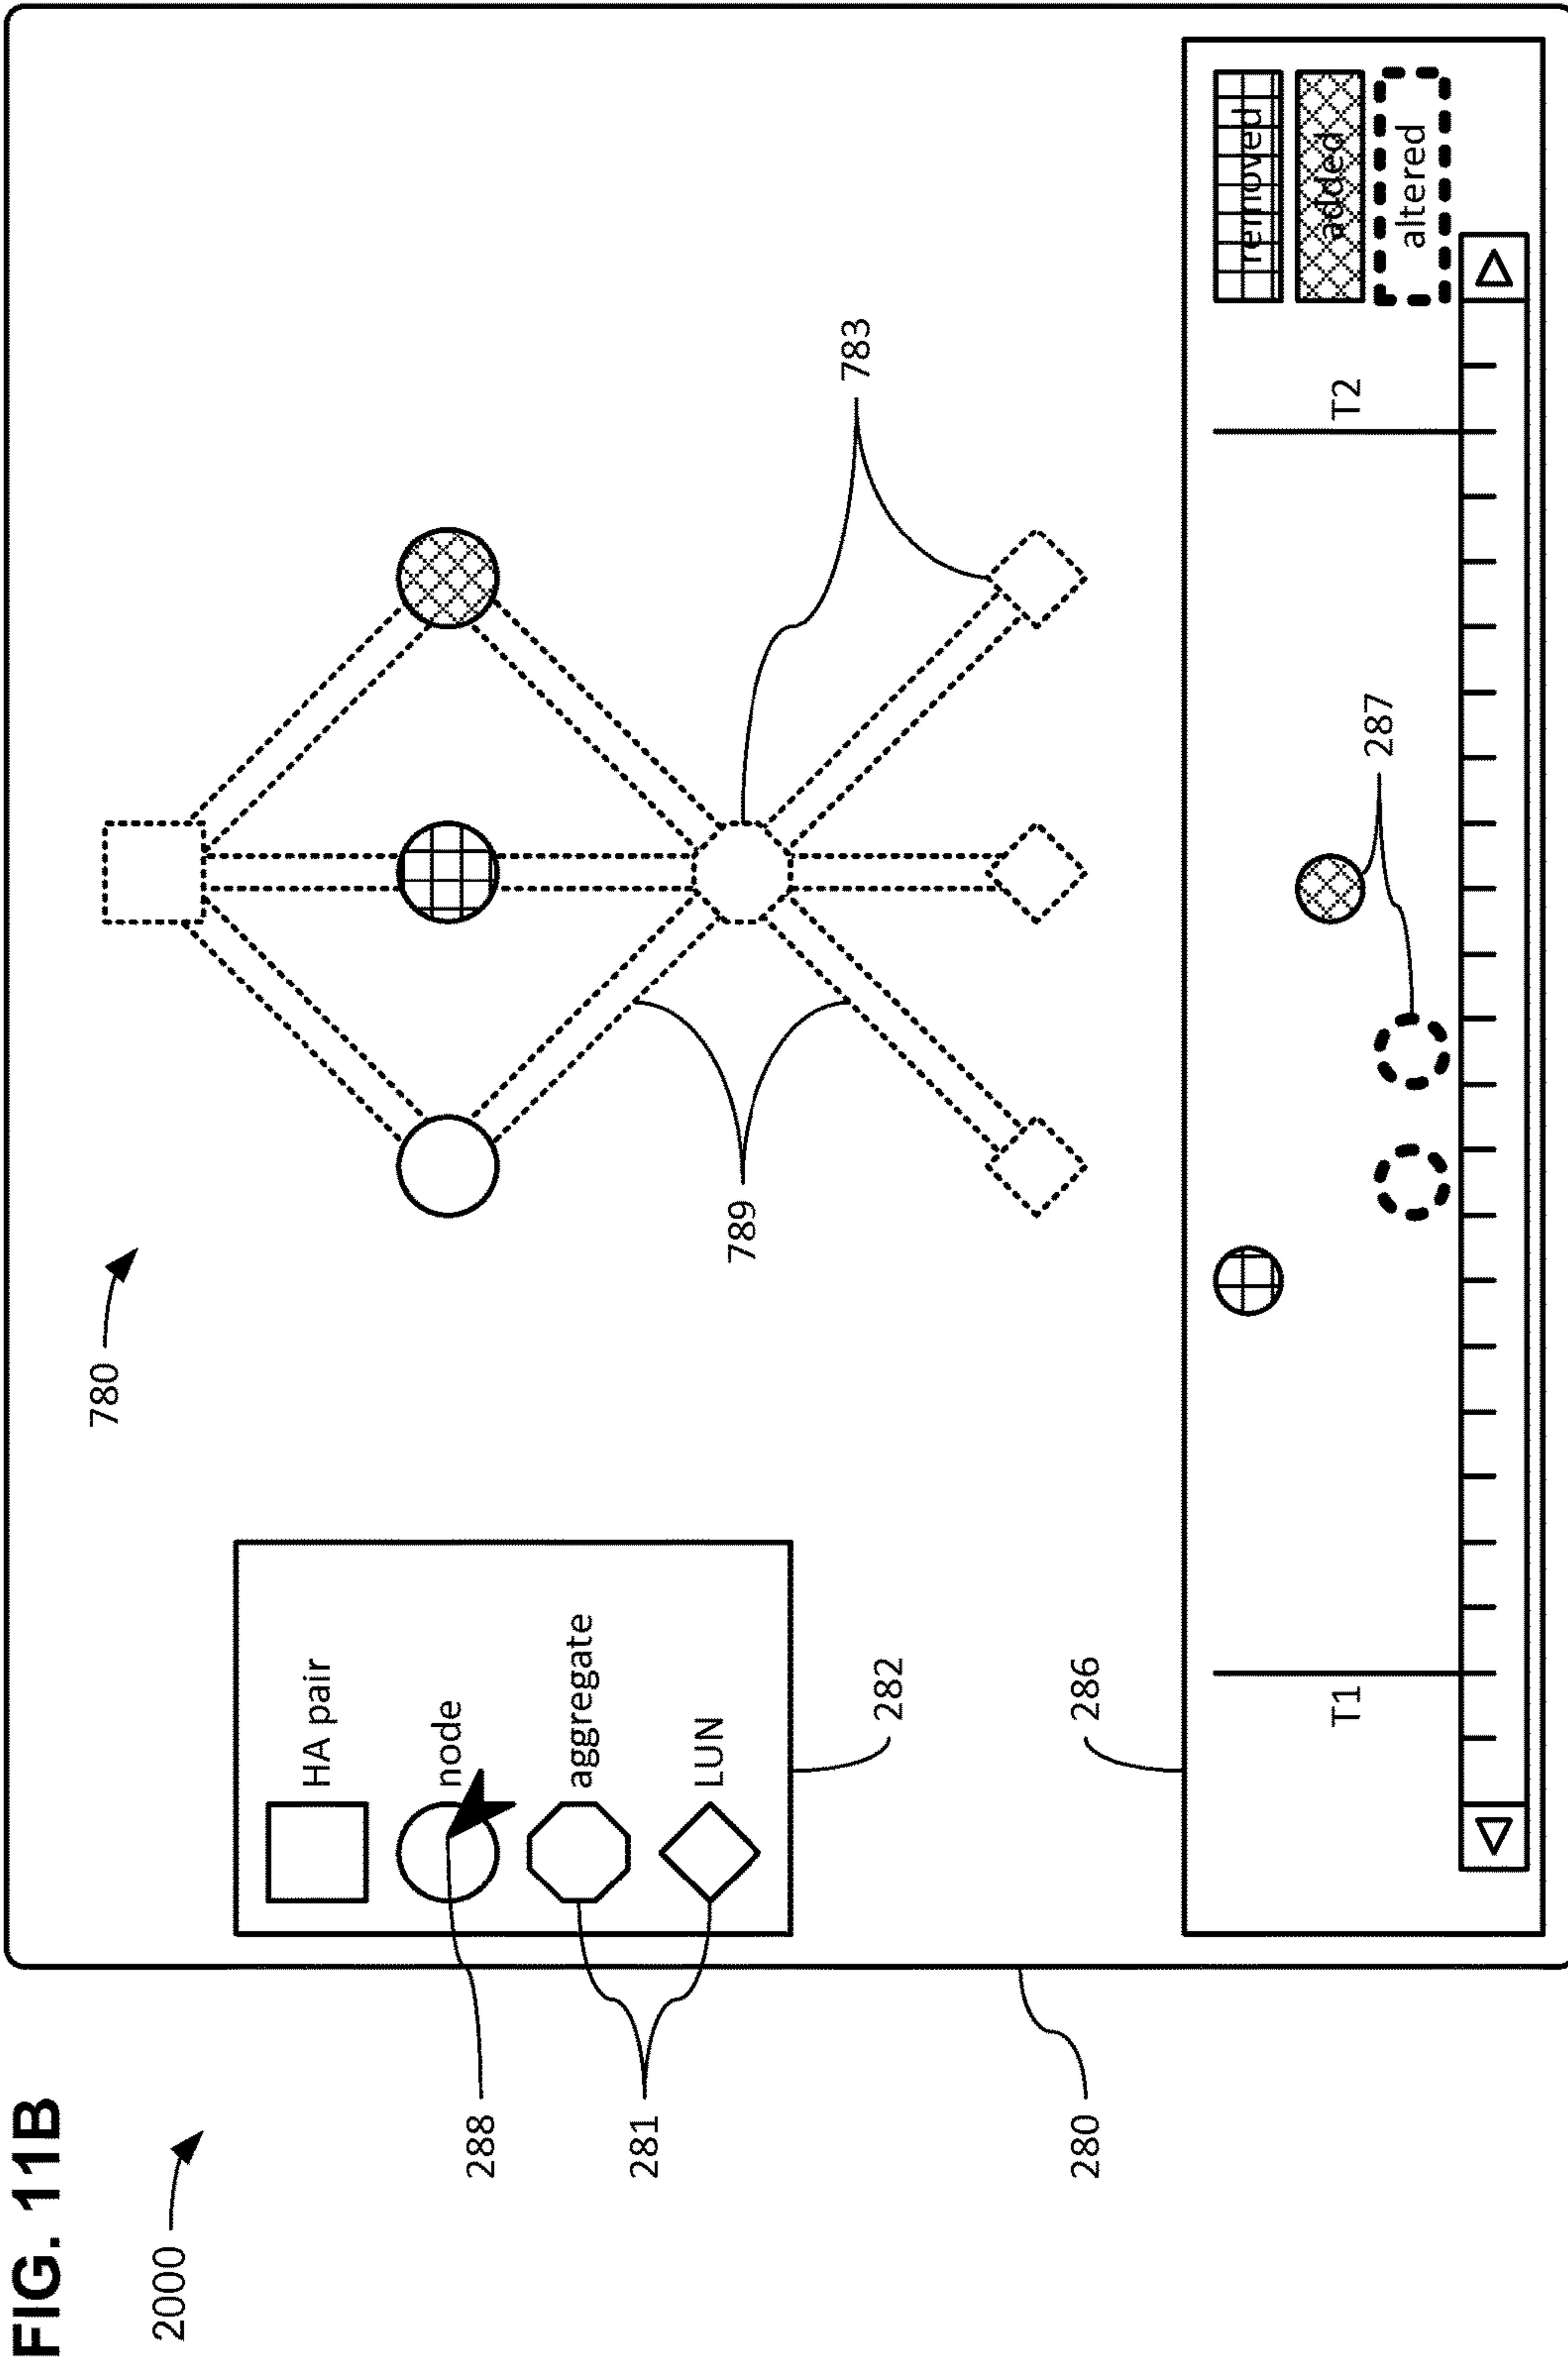 FIG. 11B
2000
780
HA pair
node
aggregate
LUN
288
281
282
789
783
280
286
287
T1
T2
removed
added
altered